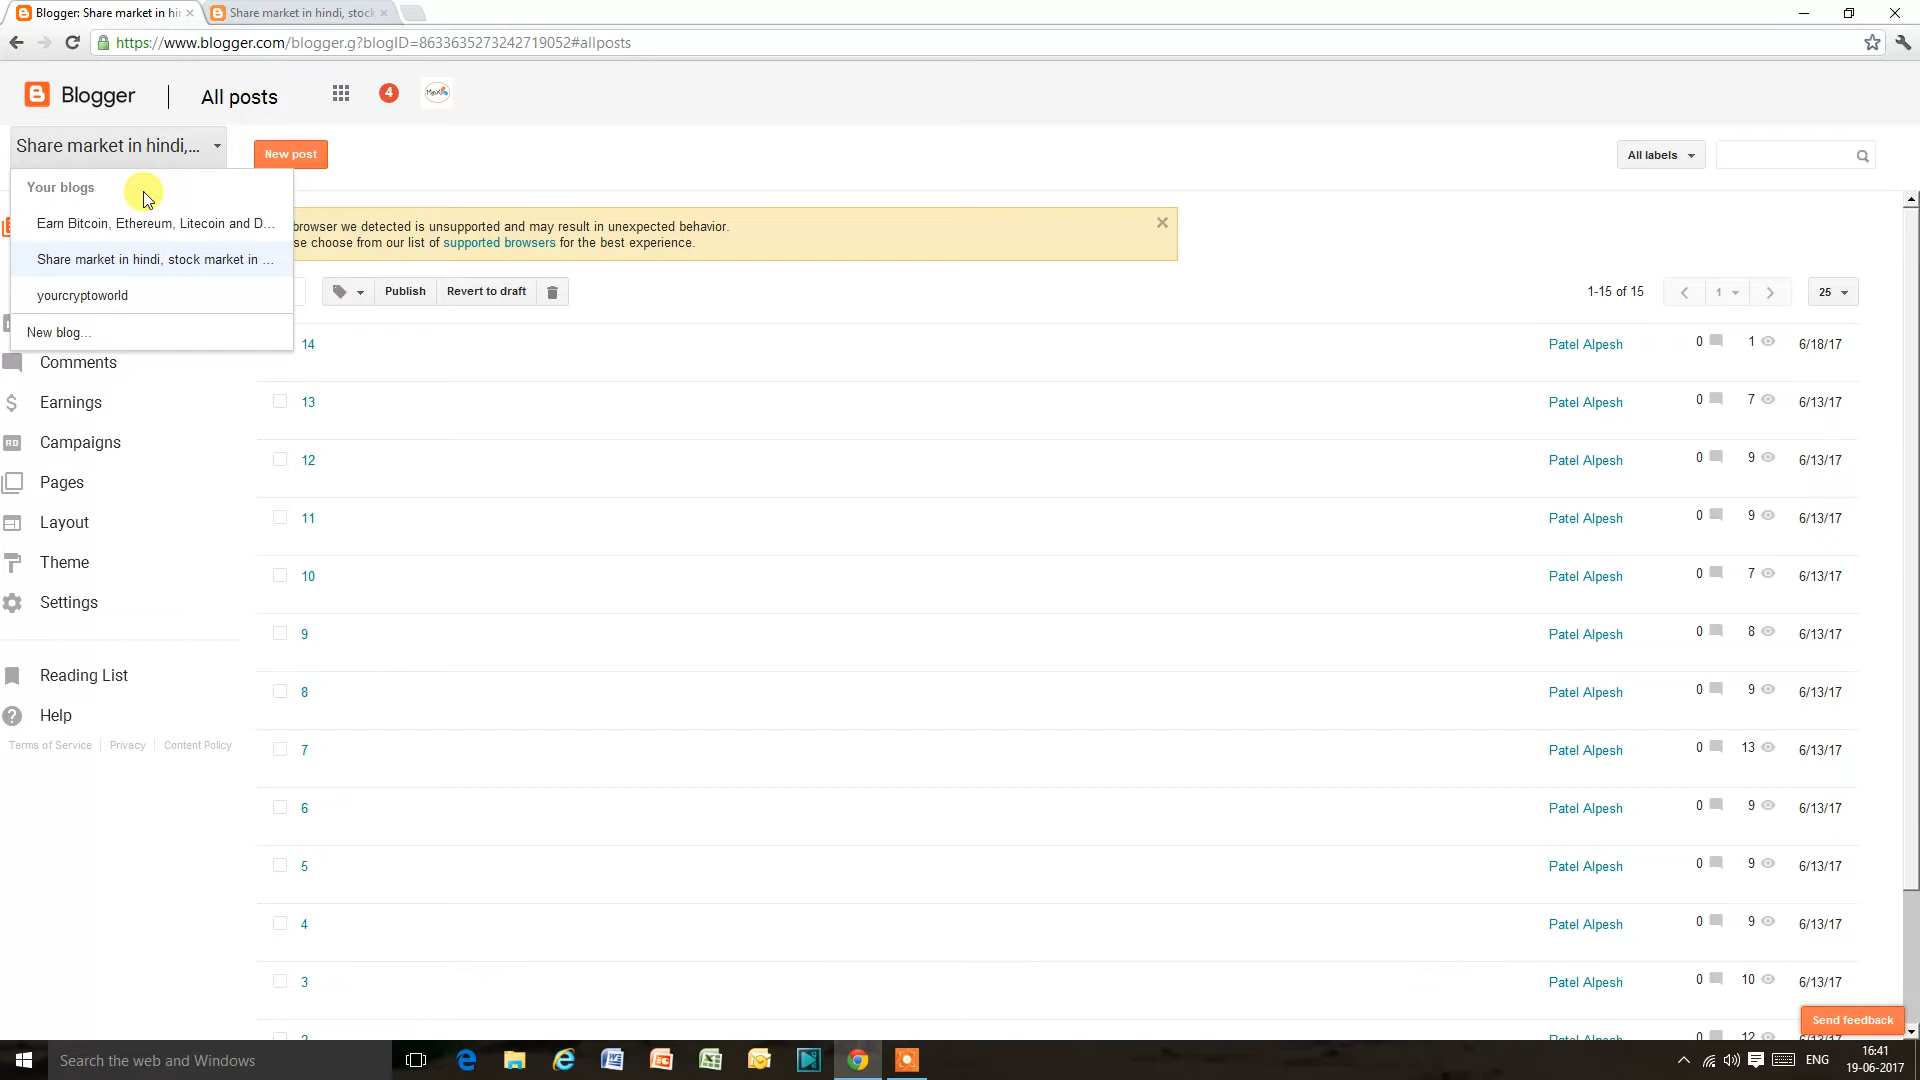 Blogger: Share market in hi
Share market in hindi, stock
https://www.blogger.com/blogger.g?blogID=8633635273242719052#allposts
Blogger
All posts
4
Share market in hindi,...
New post
All labels
Your blogs
Earn Bitcoin, Ethereum, Litecoin and D...
Share market in hindi, stock market in ...
yourcryptoworld
New blog...
browser we detected is unsupported and may result in unexpected behavior.
se choose from our list of supported browsers for the best experience.
Publish
Revert to draft
1-15 of 15
1
25
Comments
Earnings
Campaigns
Pages
Layout
Theme
Settings
Reading List
Help
Terms of Service
Privacy
Content Policy
14 Patel Alpesh 0 1 6/18/17
13 Patel Alpesh 0 7 6/13/17
12 Patel Alpesh 0 9 6/13/17
11 Patel Alpesh 0 9 6/13/17
10 Patel Alpesh 0 7 6/13/17
9 Patel Alpesh 0 8 6/13/17
8 Patel Alpesh 0 9 6/13/17
7 Patel Alpesh 0 13 6/13/17
6 Patel Alpesh 0 9 6/13/17
5 Patel Alpesh 0 9 6/13/17
4 Patel Alpesh 0 9 6/13/17
3 Patel Alpesh 0 10 6/13/17
2 Patel Alpesh 0 12 6/13/17
Send feedback
Search the web and Windows
ENG
16:41
19-06-2017